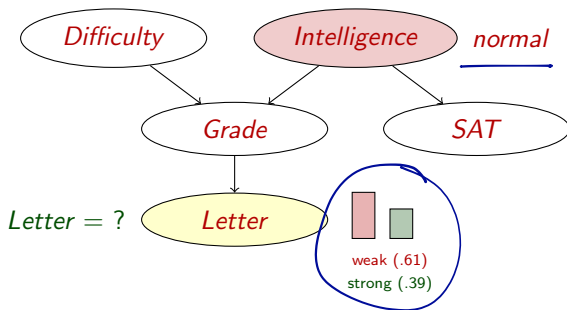 Difficulty
Intelligence
normal
Grade
SAT
Letter = ?
Letter
weak (.61)
strong (.39)